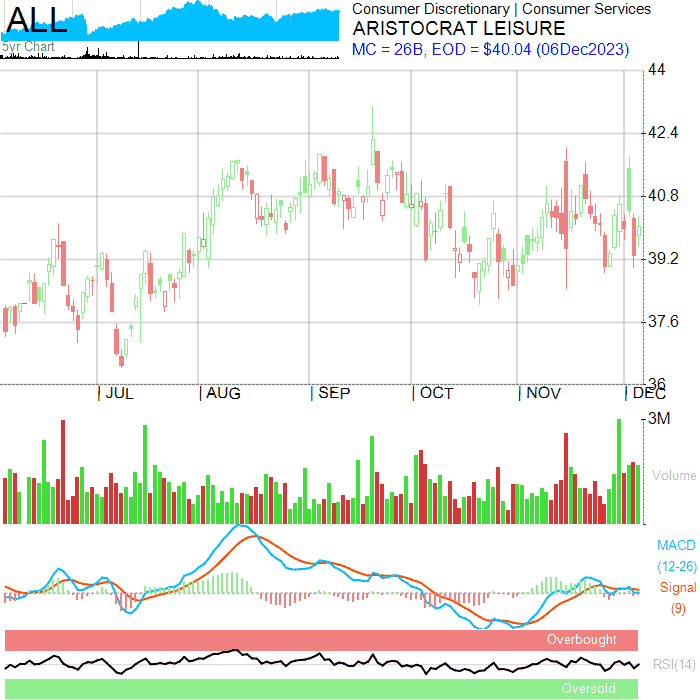 ALL
5yr Chart
Consumer Discretionary | Consumer Services
ARISTOCRAT LEISURE
MC = 26B, EOD = $40.04 (06Dec2023)
44
42.4
40.8
39.2
37.6
36
| JUL | AUG | SEP | OCT | NOV | DEC
3M
Volume
MACD
(12-26)
Signal
(9)
Overbought
RSI(14)
Oversold